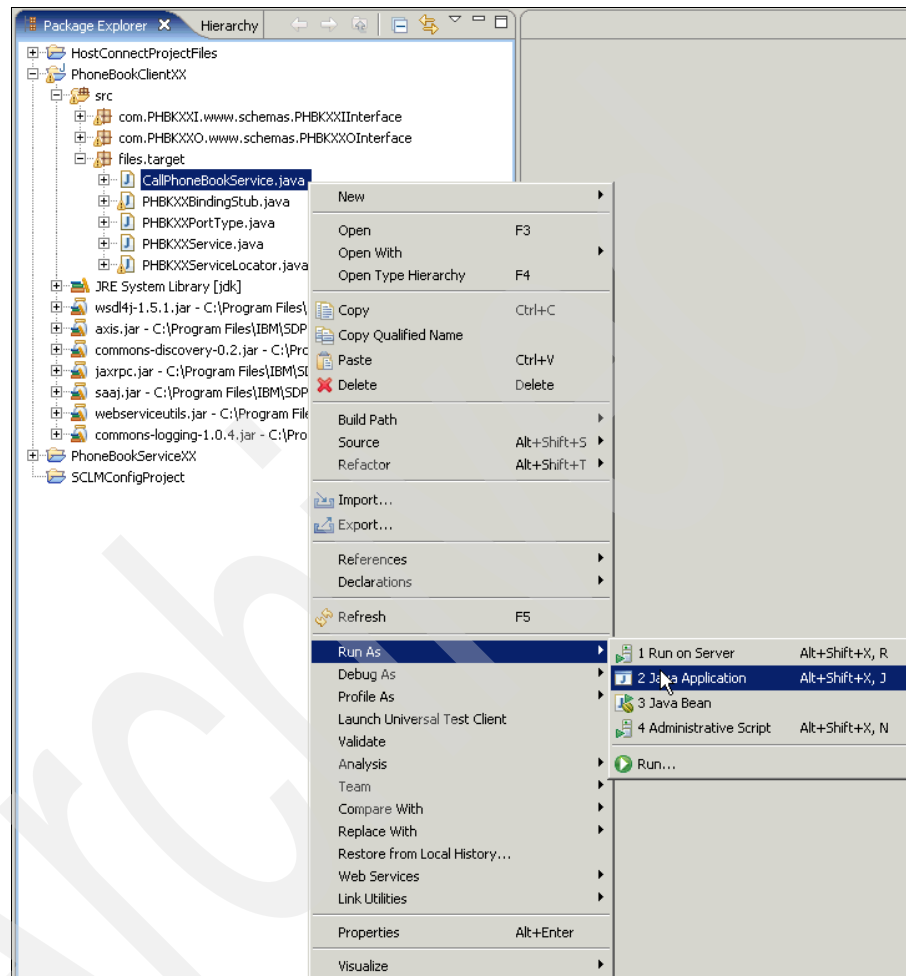 Package Explorer Hierarchy
HostConnectProjectFiles
PhoneBookClientXX
src
com.PHBKXXI.www.schemas.PHBKXXIInterface
com.PHBKXXO.www.schemas.PHBKXXOInterface
files.target
CallPhoneBookService.java
PHBKXXBindingStub.java
PHBKXXPortType.java
PHBKXXService.java
PHBKXXServiceLocator.java
JRE System Library [jdk]
wsdl4j-1.5.1.jar - C:\Program Files\
axis.jar - C:\Program Files\IBM\SDP
commons-discovery-0.2.jar - C:\Prc
jaxrpc.jar - C:\Program Files\IBM\SI
saaj.jar - C:\Program Files\IBM\SDP
webserviceutils.jar - C:\Program File
commons-logging-1.0.4.jar - C:\Pro
PhoneBookServiceXX
SCLMConfigProject
New
Open F3
Open With
Open Type Hierarchy F4
Copy Ctrl+C
Copy Qualified Name
Paste Ctrl+V
Delete Delete
Build Path
Source Alt+Shift+S
Refactor Alt+Shift+T
Import...
Export...
References
Declarations
Refresh F5
Run As
Debug As
Profile As
Launch Universal Test Client
Validate
Analysis
Team
Compare With
Replace With
Restore from Local History...
Web Services
Link Utilities
Properties Alt+Enter
Visualize
1 Run on Server Alt+Shift+X, R
2 Java Application Alt+Shift+X, J
3 Java Bean
4 Administrative Script Alt+Shift+X, N
Run...